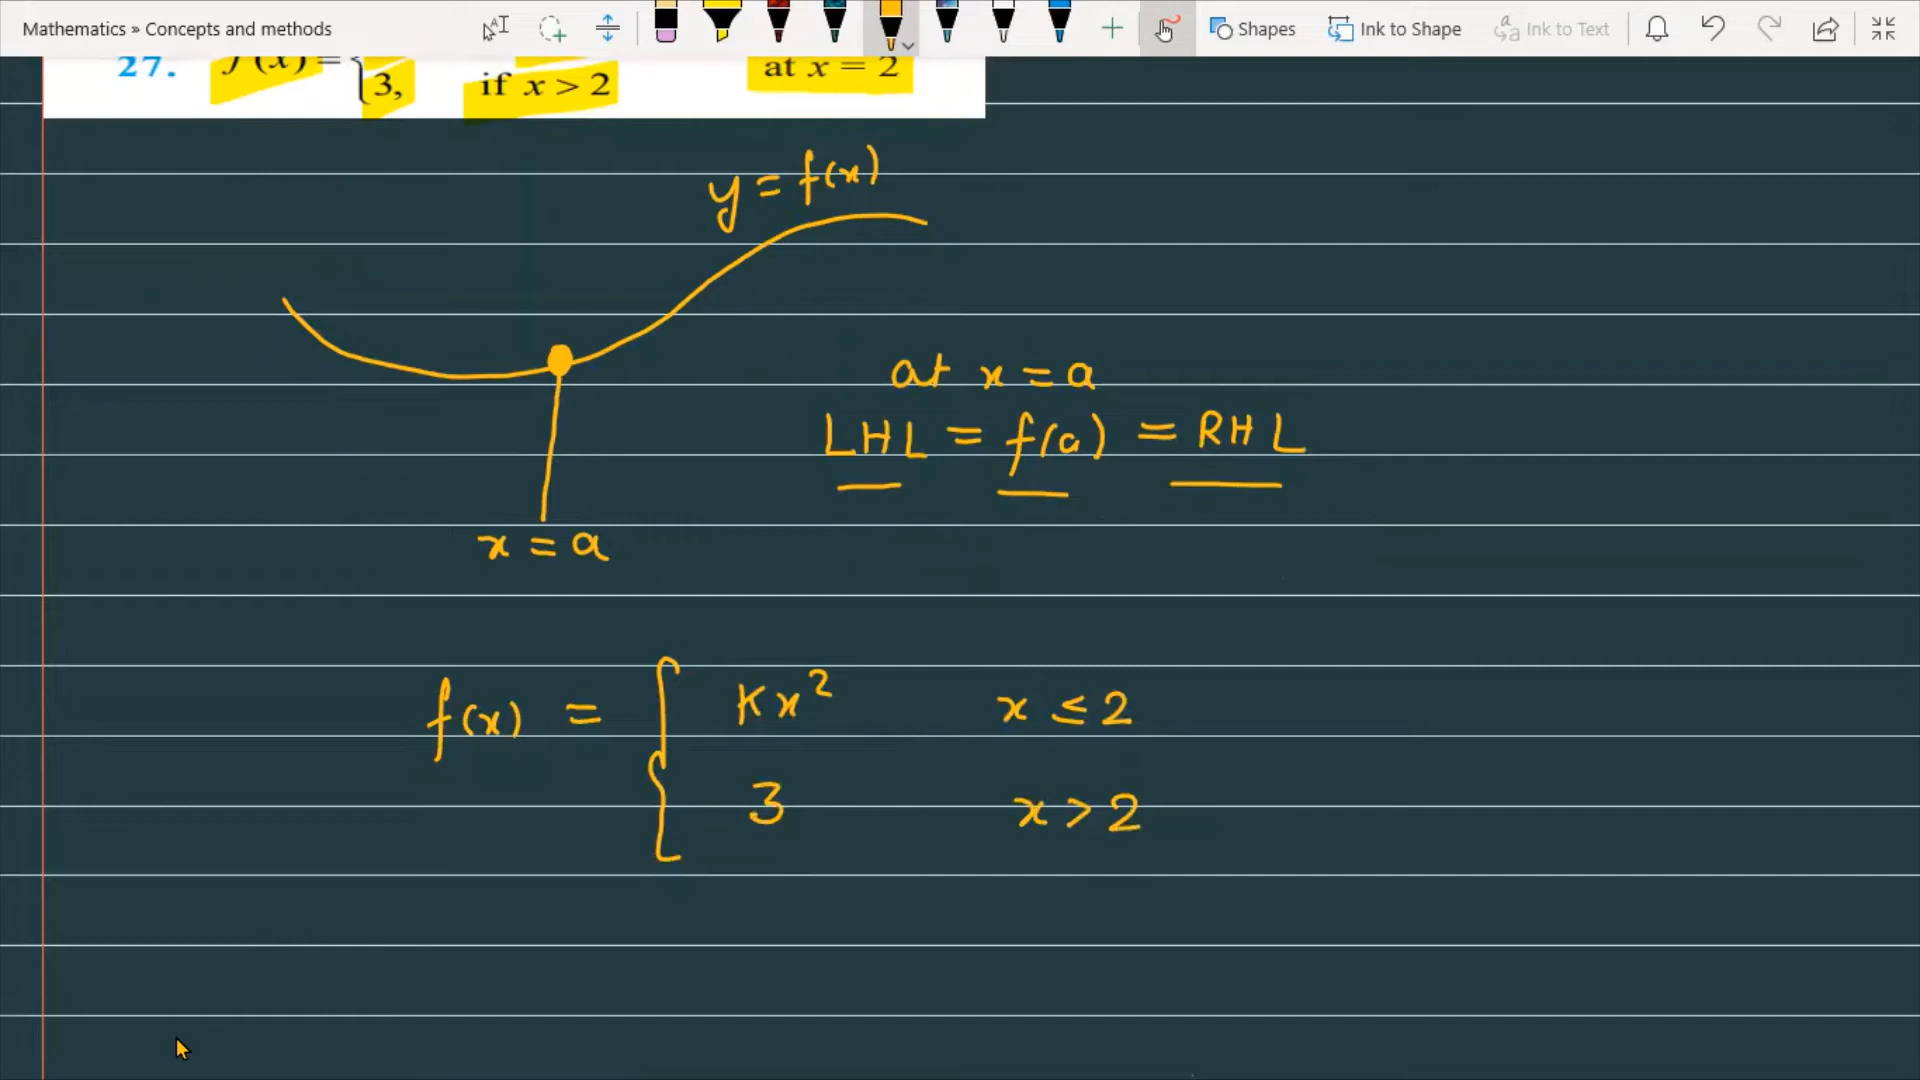 Mathematics » Concepts and methods
Shapes
Ink to Shape
Ink to Text
27. f(x) = { 3, if x > 2 at x = 2
y = f(x)
at x = a
LHL = f(a) = RHL
x = a
f(x) = { Kx² x ≤ 2
3 x > 2